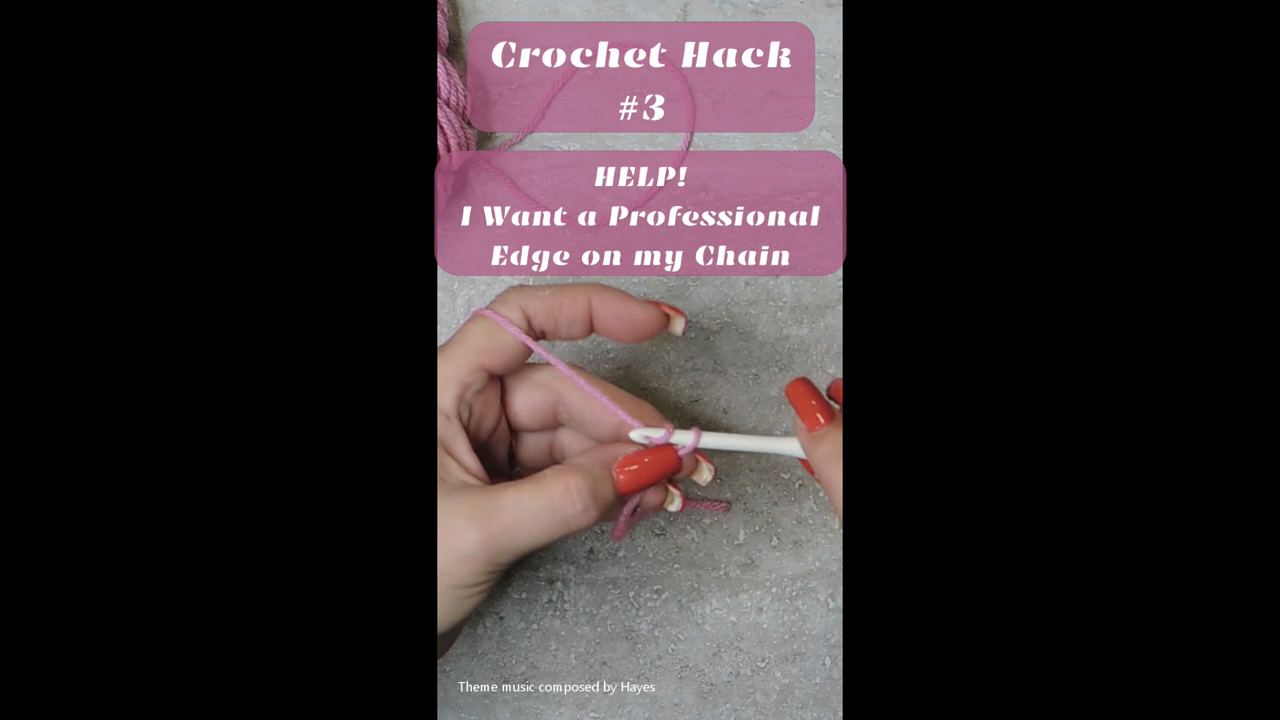 Crochet Hack
#3
HELP!
I Want a Professional
Edge on my Chain
Theme music composed by Hayes